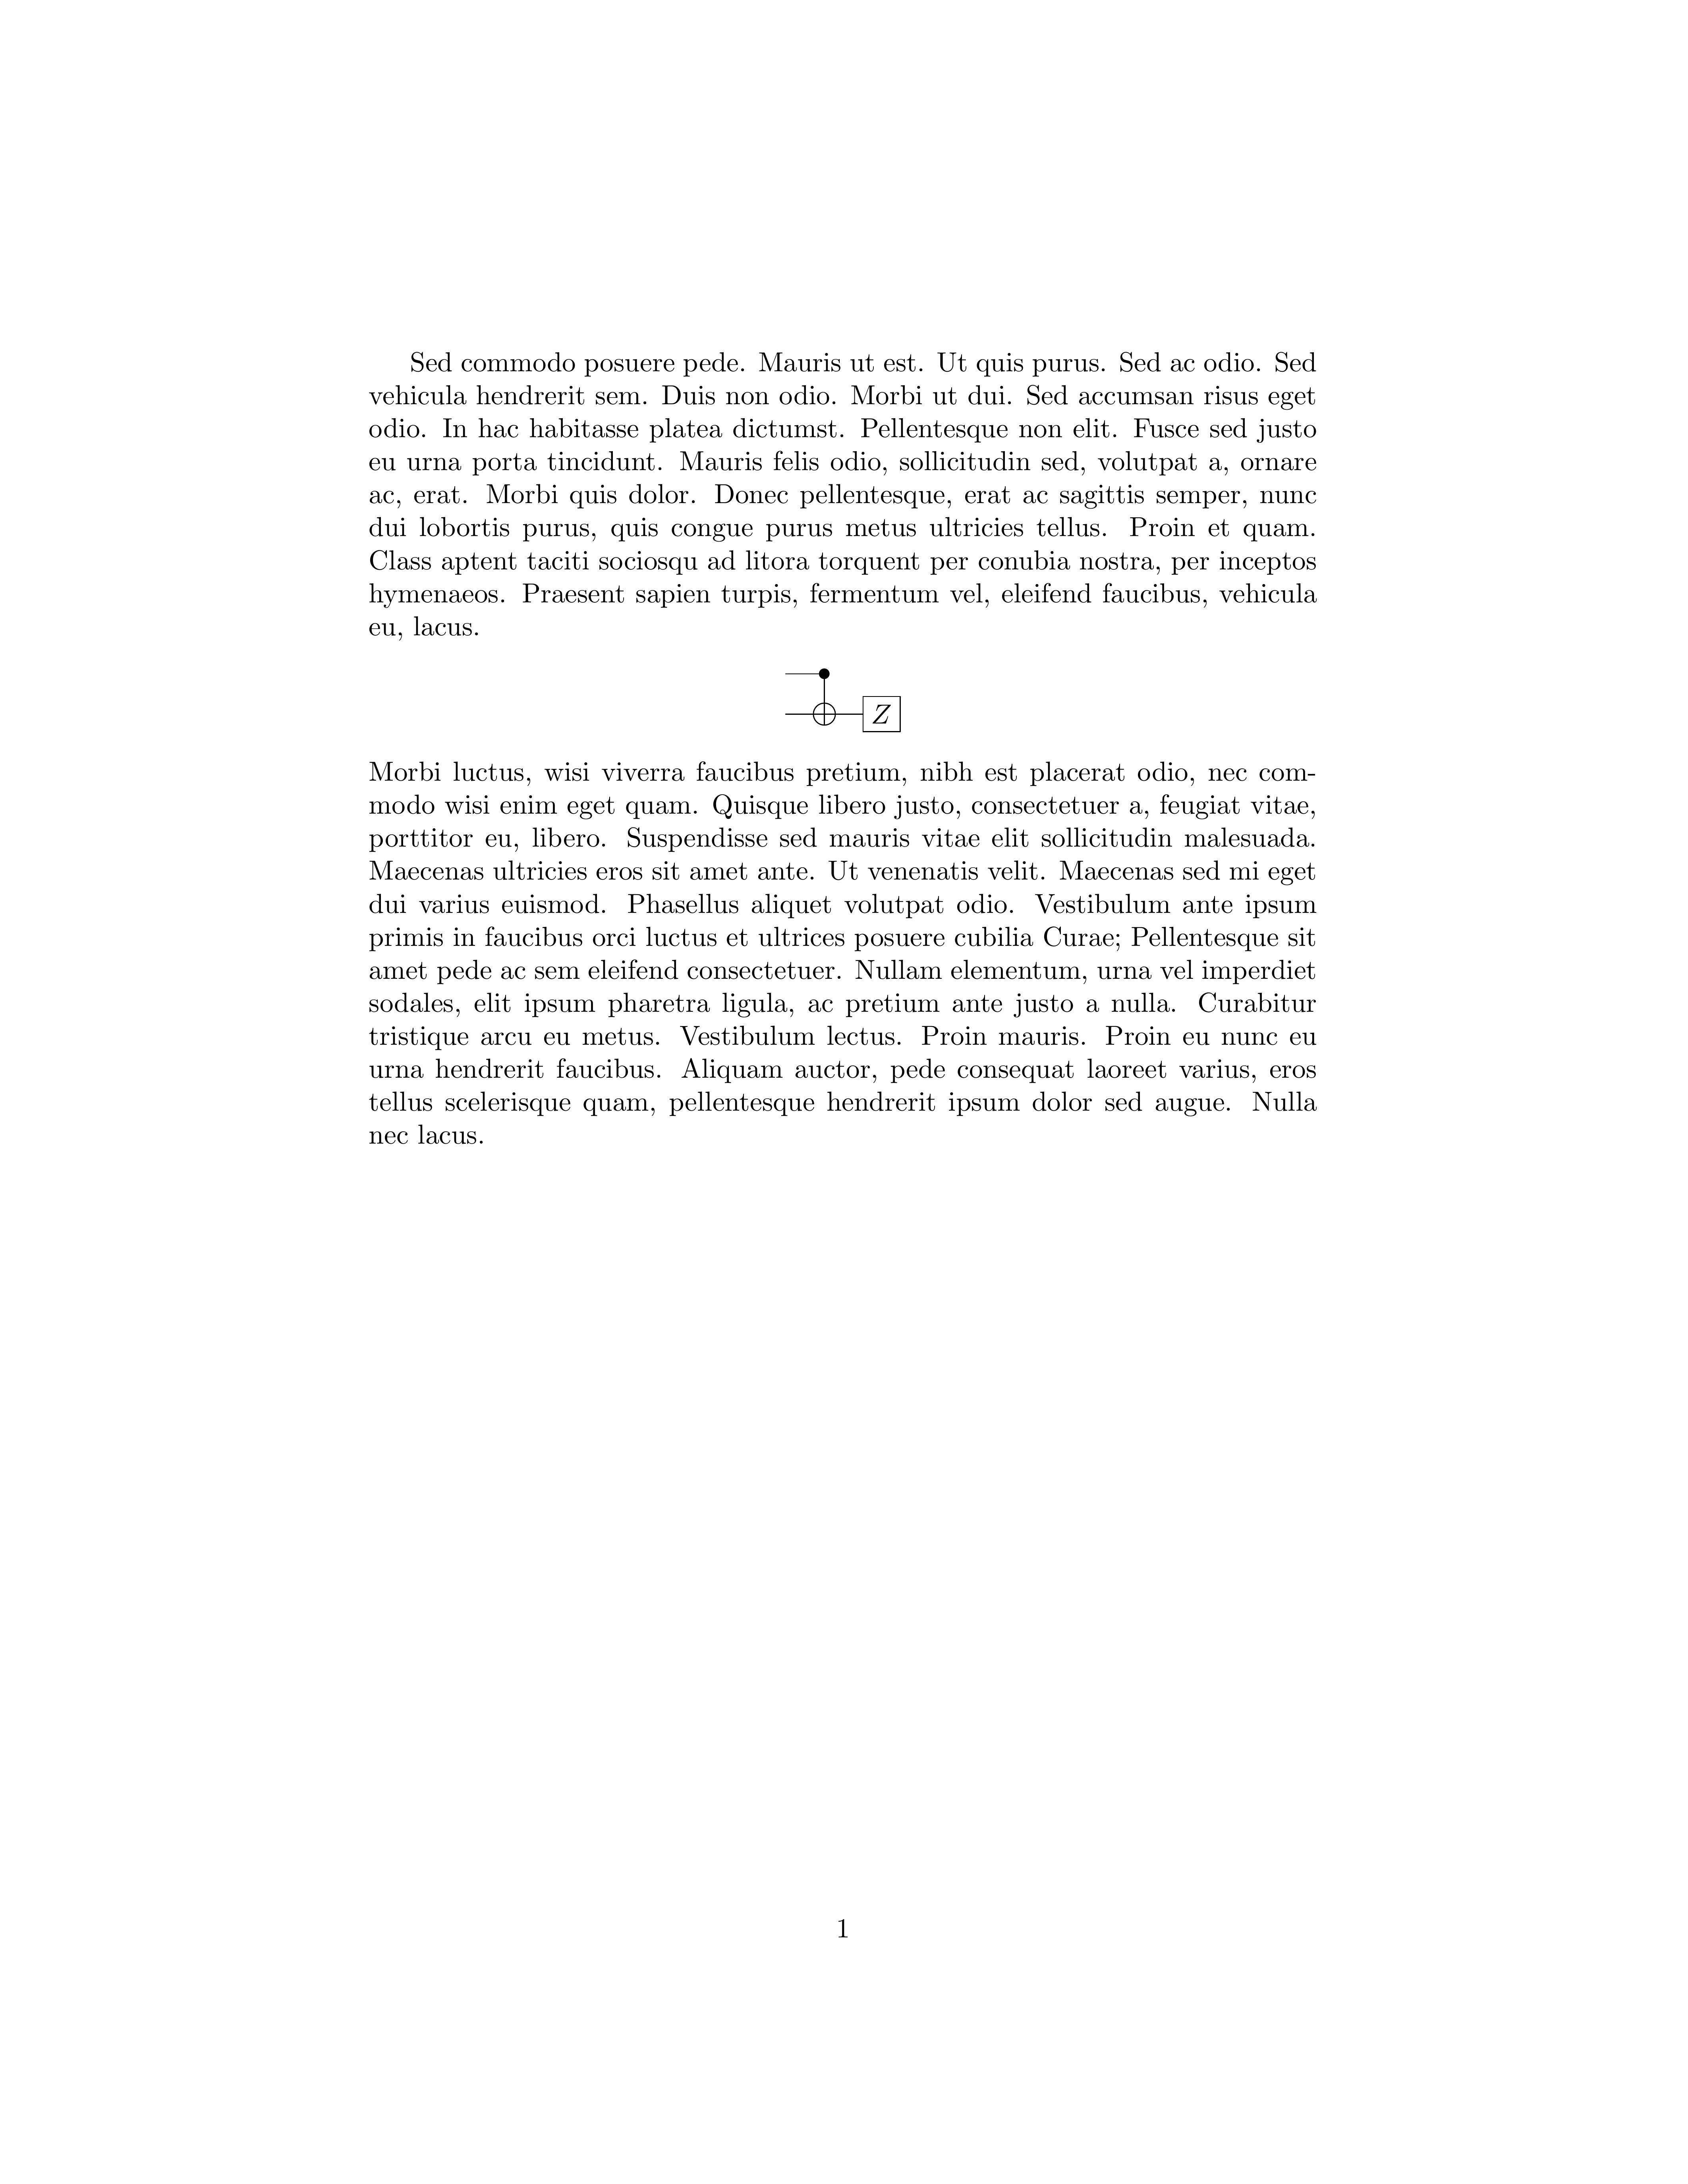 Sed commodo posuere pede. Mauris ut est. Ut quis purus. Sed ac odio. Sed
vehicula hendrerit sem. Duis non odio. Morbi ut dui. Sed accumsan risus eget
odio. In hac habitasse platea dictumst. Pellentesque non elit. Fusce sed justo
eu urna porta tincidunt. Mauris felis odio, sollicitudin sed, volutpat a, ornare
ac, erat. Morbi quis dolor. Donec pellentesque, erat ac sagittis semper, nunc
dui lobortis purus, quis congue purus metus ultricies tellus. Proin et quam.
Class aptent taciti sociosqu ad litora torquent per conubia nostra, per inceptos
hymenaeos. Praesent sapien turpis, fermentum vel, eleifend faucibus, vehicula
eu, lacus.
Z
Morbi luctus, wisi viverra faucibus pretium, nibh est placerat odio, nec com-
modo wisi enim eget quam. Quisque libero justo, consectetuer a, feugiat vitae,
porttitor eu, libero. Suspendisse sed mauris vitae elit sollicitudin malesuada.
Maecenas ultricies eros sit amet ante. Ut venenatis velit. Maecenas sed mi eget
dui varius euismod. Phasellus aliquet volutpat odio. Vestibulum ante ipsum
primis in faucibus orci luctus et ultrices posuere cubilia Curae; Pellentesque sit
amet pede ac sem eleifend consectetuer. Nullam elementum, urna vel imperdiet
sodales, elit ipsum pharetra ligula, ac pretium ante justo a nulla. Curabitur
tristique arcu eu metus. Vestibulum lectus. Proin mauris. Proin eu nunc eu
urna hendrerit faucibus. Aliquam auctor, pede consequat laoreet varius, eros
tellus scelerisque quam, pellentesque hendrerit ipsum dolor sed augue. Nulla
nec lacus.
1